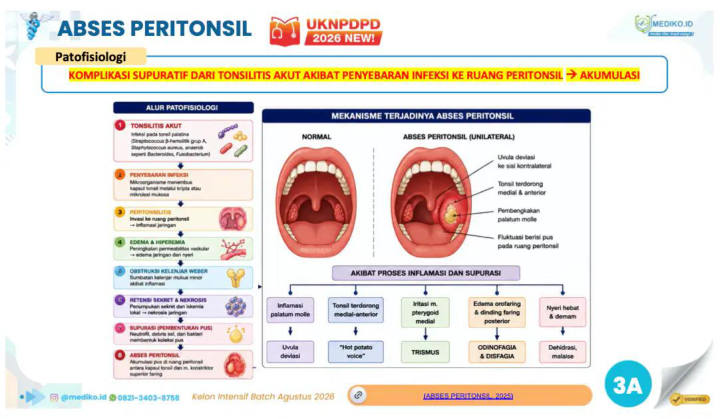 ABSES PERITONSIL
UKNPDPD
2026 NEW!
MEDIKO.ID
Patofisiologi
KOMPLIKASI SUPURATIF DARI TONSILITIS AKUT AKIBAT PENYEBARAN INFEKSI KE RUANG PERITONSIL → AKUMULASI
ALUR PATOFISIOLOGI
1 TONSILITIS AKUT
Infeksi pada tonsil palatina
(Streptococcus β-hemolitik grup A,
Staphylococcus aureus, anaerob
seperti Bacteroides, Fusobacterium)
PENYEBARAN INFEKSI
Mikroorganisme menembus
kapsul tonsil melalui kripta atau
mikrolesi mukosa
3 PERITONSILITIS
Invasi ke ruang peritonsil
→ inflamasi jaringan
4 EDEMA & HIPEREMIA
Peningkatan permeabilitas vaskular
→ edema jaringan dan nyeri
OBSTRUKSI KELENJAR WEBER
Sumbatan kelenjar mukus minor
akibat inflamasi
RETENSI SEKRET & NEKROSIS
Penumpukan sekret dan iskemia
lokal → nekrosis jaringan
SUPURASI (PEMBENTUKAN PUS)
Neutrofil, debris sel, dan bakteri
membentuk koleksi pus
8 ABSES PERITONSIL
Akumulasi pus di ruang peritonsil
antara kapsul tonsil dan m. konstriktor
superior faring
MEKANISME TERJADINYA ABSES PERITONSIL
NORMAL
ABSES PERITONSIL (UNILATERAL)
Uvula deviasi
ke sisi kontralateral
Tonsil terdorong
medial & anterior
Pembengkakan
palatum molle
Fluktuasi berisi pus
pada ruang peritonsil
AKIBAT PROSES INFLAMASI DAN SUPURASI
Inflamasi
palatum molle
Tonsil terdorong
medial-anterior
Iritasi m.
pterygoid
medial
Edema orofaring
& dinding faring
posterior
Nyeri hebat
& demam
Uvula
deviasi
"Hot potato
voice"
TRISMUS
ODINOFAGIA
& DISFAGIA
Dehidrasi,
malaise
@mediko.id 0821-3403-8758 Kelon Intensif Batch Agustus 2026
(ABSES PERITONSIL, 2025)
3A
VERIFIED